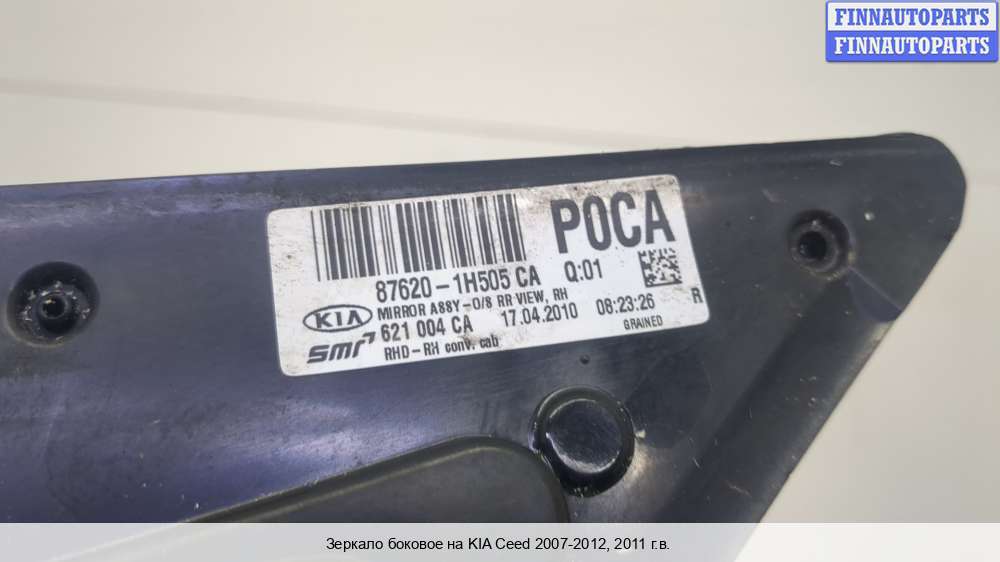 FINNAUTOPARTS
FINNAUTOPARTS
P0CA
87620-1H505 CA Q:01
KIA MIRROR ASSY-O/S RR VIEW, RH
621 004 CA 17.04.2010 08:23:26 R
smr RHD-RH conv. cab GRAINED
Зеркало боковое на KIA Ceed 2007-2012, 2011 г.в.